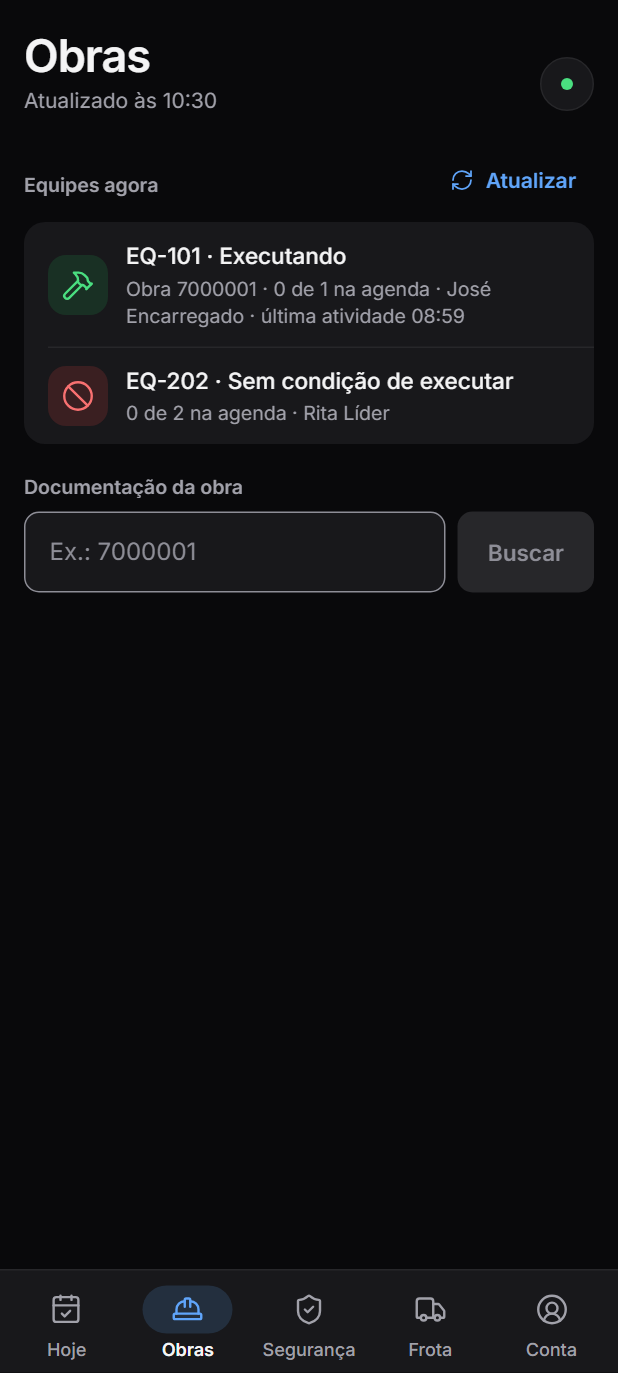 Obras
Atualizado às 10:30
Equipes agora
Atualizar
EQ-101 · Executando
Obra 7000001 · 0 de 1 na agenda · José
Encarregado · última atividade 08:59
EQ-202 · Sem condição de executar
0 de 2 na agenda · Rita Líder
Documentação da obra
Ex.: 7000001
Buscar
Hoje
Obras
Segurança
Frota
Conta